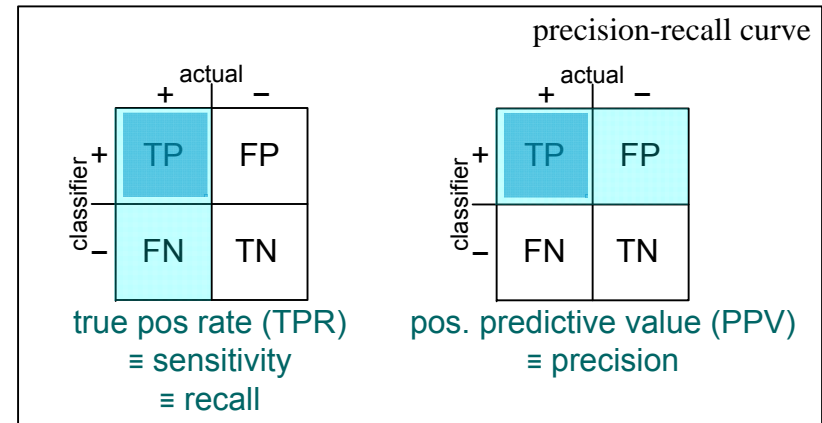 precision-recall curve
actual
+ −
classifier
+ TP FP
− FN TN
true pos rate (TPR)
≡ sensitivity
≡ recall
actual
+ −
classifier
+ TP FP
− FN TN
pos. predictive value (PPV)
≡ precision